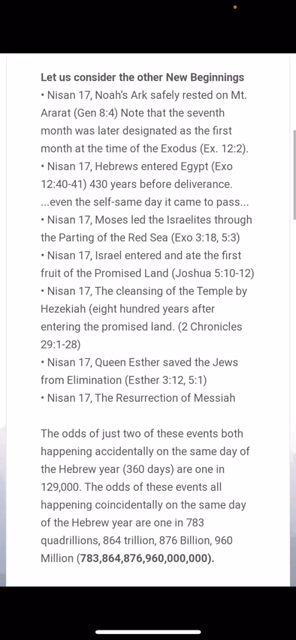 Let us consider the other New Beginnings
• Nisan 17, Noah's Ark safely rested on Mt.
Ararat (Gen 8:4) Note that the seventh
month was later designated as the first
month at the time of the Exodus (Ex. 12:2).
• Nisan 17, Hebrews entered Egypt (Exo
12:40-41) 430 years before deliverance.
...even the self-same day it came to pass...
• Nisan 17, Moses led the Israelites through
the Parting of the Red Sea (Exo 3:18, 5:3)
• Nisan 17, Israel entered and ate the first
fruit of the Promised Land (Joshua 5:10-12)
• Nisan 17, The cleansing of the Temple by
Hezekiah (eight hundred years after
entering the promised land. (2 Chronicles
29:1-28)
• Nisan 17, Queen Esther saved the Jews
from Elimination (Esther 3:12, 5:1)
• Nisan 17, The Resurrection of Messiah
The odds of just two of these events both
happening accidentally on the same day of
the Hebrew year (360 days) are one in
129,000. The odds of these events all
happening coincidentally on the same day
of the Hebrew year are one in 783
quadrillions, 864 trillion, 876 Billion, 960
Million (783,864,876,960,000,000).